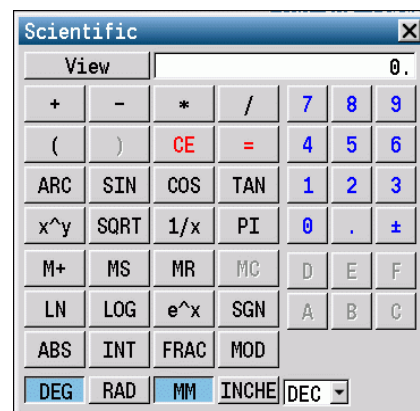 Scientific
View 0.
+ - * / 7 8 9
( ) CE = 4 5 6
ARC SIN COS TAN 1 2 3
x^y SQRT 1/x PI 0 . ±
M+ MS MR MC D E F
LN LOG e^x SGN A B C
ABS INT FRAC MOD
DEG RAD MM INCHE DEC